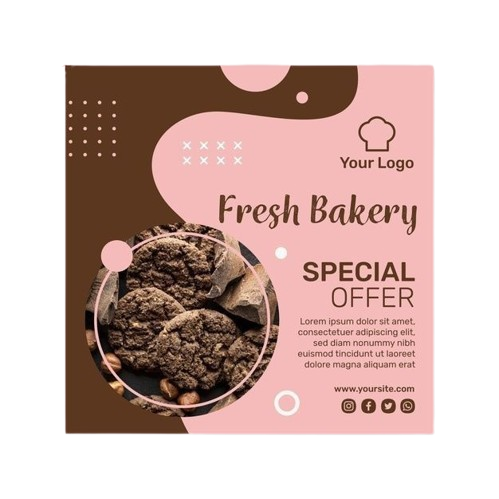 Your Logo
Fresh Bakery
SPECIAL
OFFER
Lorem ipsum dolor sit amet,
consectetuer adipiscing elit,
sed diam nonummy nibh
euismod tincidunt ut laoreet
dolore magna aliquam erat
www.yoursite.com